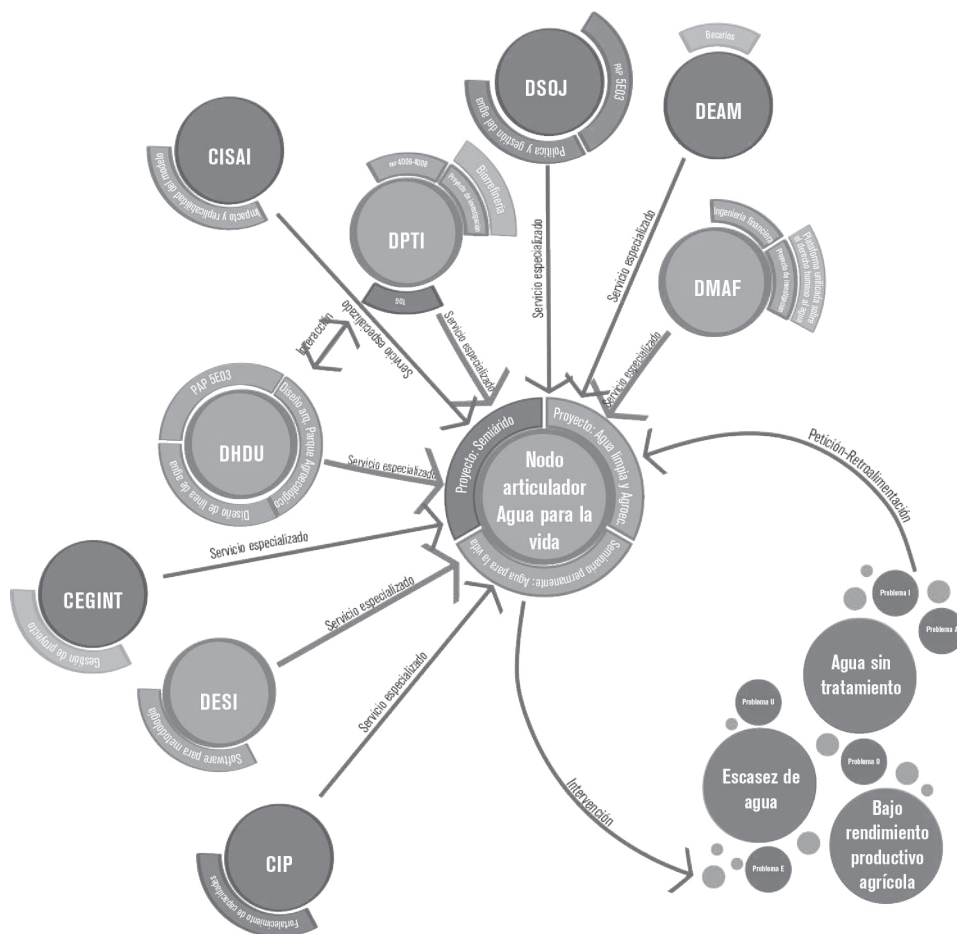 DSOJ
PAP 5E03
Política y gestión del agua
Becarios
DEAM
CISAI
Impacto y replicabilidad del modelo
PAP 4D06-4D08
Proyecto de investigación
Biorrefinería
DPTI
TOG
Ingeniería financiera
Proyecto de investigación
Plataforma unificada sobre
el derecho humano al agua
DMAF
Servicio especializado
Servicio especializado
Servicio especializado
Servicio especializado
Servicio especializado
Interacción
PAP 5E03
Diseño arq. Parque Agroecológico
Diseño de línea de agua
DHDU
Servicio especializado
Proyecto: Semiárido
Proyecto: Agua limpia y Agroec.
Seminario permanente: Agua para la vida
Nodo
articulador
Agua para la
vida
Petición-Retroalimentación
Servicio especializado
CEGINT
Gestión de proyecto
Servicio especializado
DESI
Software para metodología
Servicio especializado
CIP
Fortalecimiento de capacidades
Intervención
Problema I
Problema A
Agua sin
tratamiento
Problema U
Problema O
Escasez de
agua
Bajo
rendimiento
productivo
agrícola
Problema E